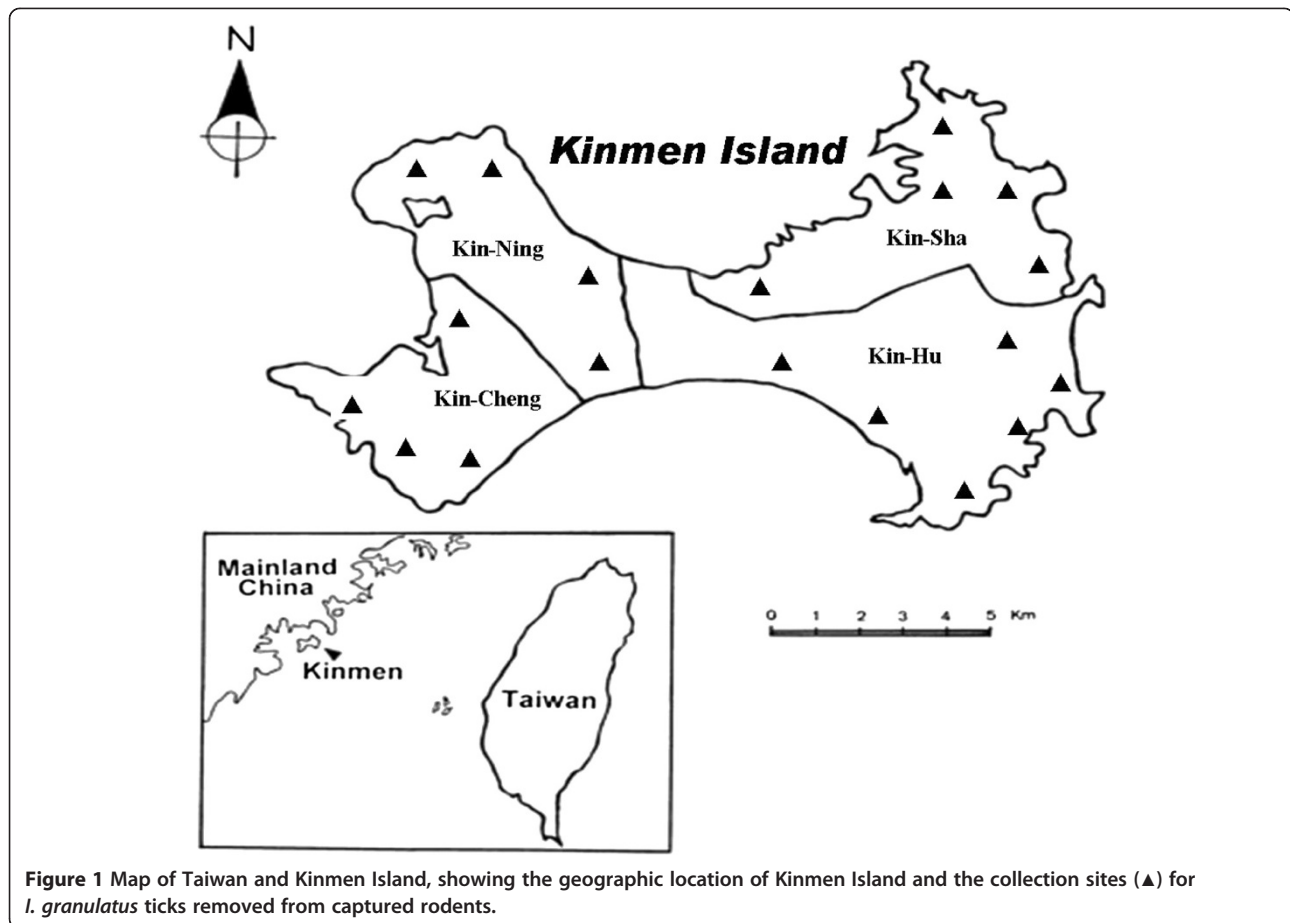 N
Kinmen Island
Kin-Ning
Kin-Sha
Kin-Hu
Kin-Cheng
Mainland
China
Kinmen
Taiwan
0 1 2 3 4 5 Km
Figure 1 Map of Taiwan and Kinmen Island, showing the geographic location of Kinmen Island and the collection sites (▲) for
I. granulatus ticks removed from captured rodents.